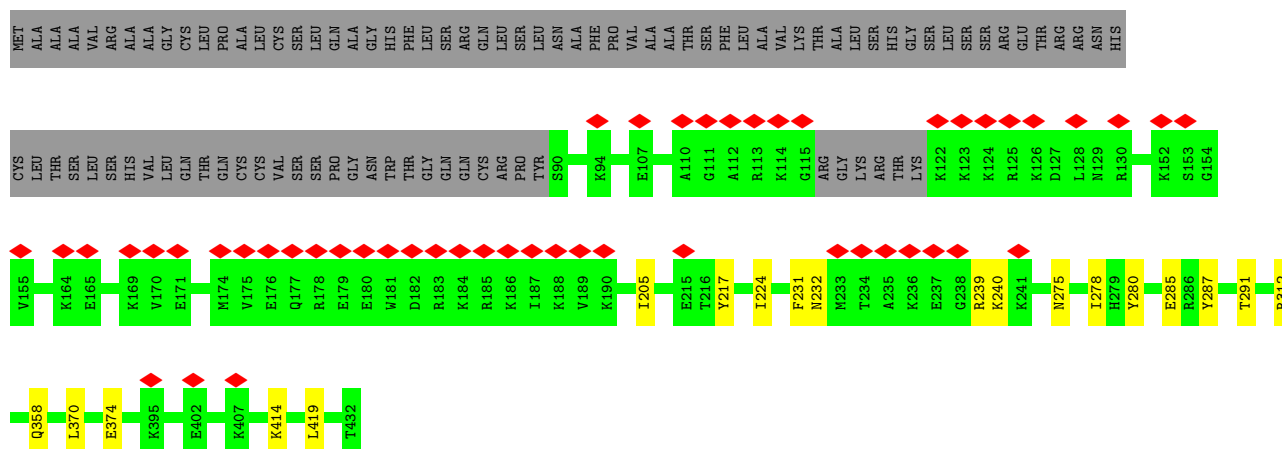 MET ALA ALA ALA ALA VAL ARG ALA ALA GLY CYS LEU PRO ALA LEU CYS SER LEU GLN ALA GLY HIS PHE LEU SER ARG GLN LEU SER LEU ASN ALA PHE PRO VAL ALA ALA THR SER PHE LEU ALA VAL LYS THR ALA LEU SER HIS GLY SER LEU SER SER ARG GLU THR ARG ARG ASN HIS
CYS LEU THR SER LEU SER HIS VAL LEU GLN THR GLN CYS CYS VAL SER SER PRO GLY ASN TRP THR GLY GLN GLN CYS ARG PRO TYR S90 K94 E107 A110 G111 A112 R113 K114 G115 ARG GLY LYS ARG THR LYS K122 K123 K124 R125 K126 D127 L128 N129 R130 K152 S153 G154
V155 K164 E165 K169 V170 E171 M174 V175 E176 Q177 R178 E179 E180 W181 D182 R183 K184 R185 K186 I187 K188 V189 K190 I205 E215 T216 Y217 I224 F231 N232 M233 T234 A235 K236 E237 G238 R239 K240 K241 N275 I278 H279 Y280 E285 R286 Y287 T291
Q358 L370 E374 K395 E402 K407 K414 L419 T432